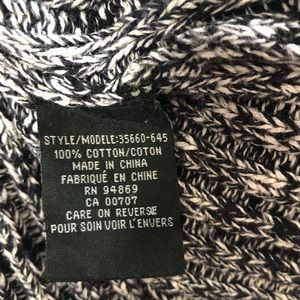 STYLE/MODELE:35660-645
100% COTTON/COTON
MADE IN CHINA
FABRIQUÉ EN CHINE
RN 94869
CA 00707
CARE ON REVERSE
POUR SOIN VOIR L'ENVERS